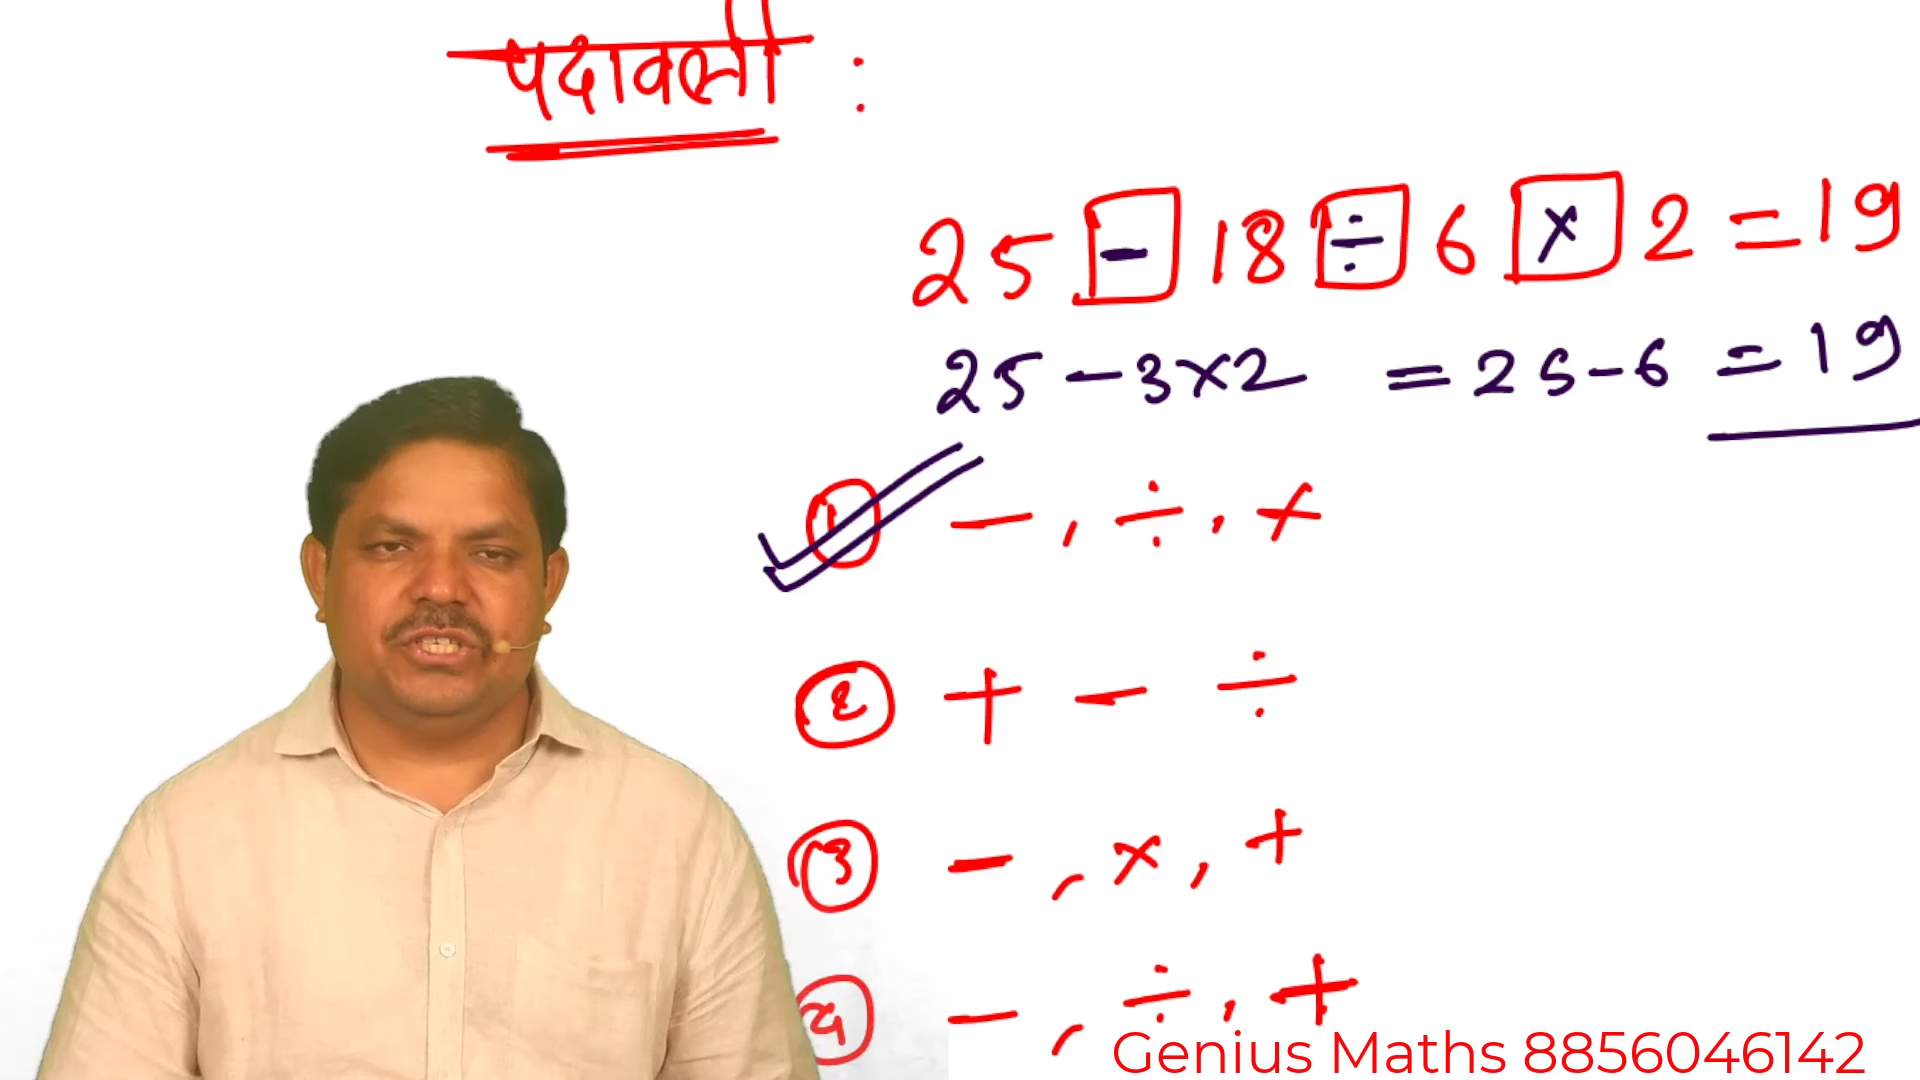 पदावली :
25 - 18 ÷ 6 × 2 = 19
25 - 3×2 = 25-6 = 19
① - , ÷ , ×
② + - ÷
③ - , × , +
④ - , ÷ , +
Genius Maths 8856046142